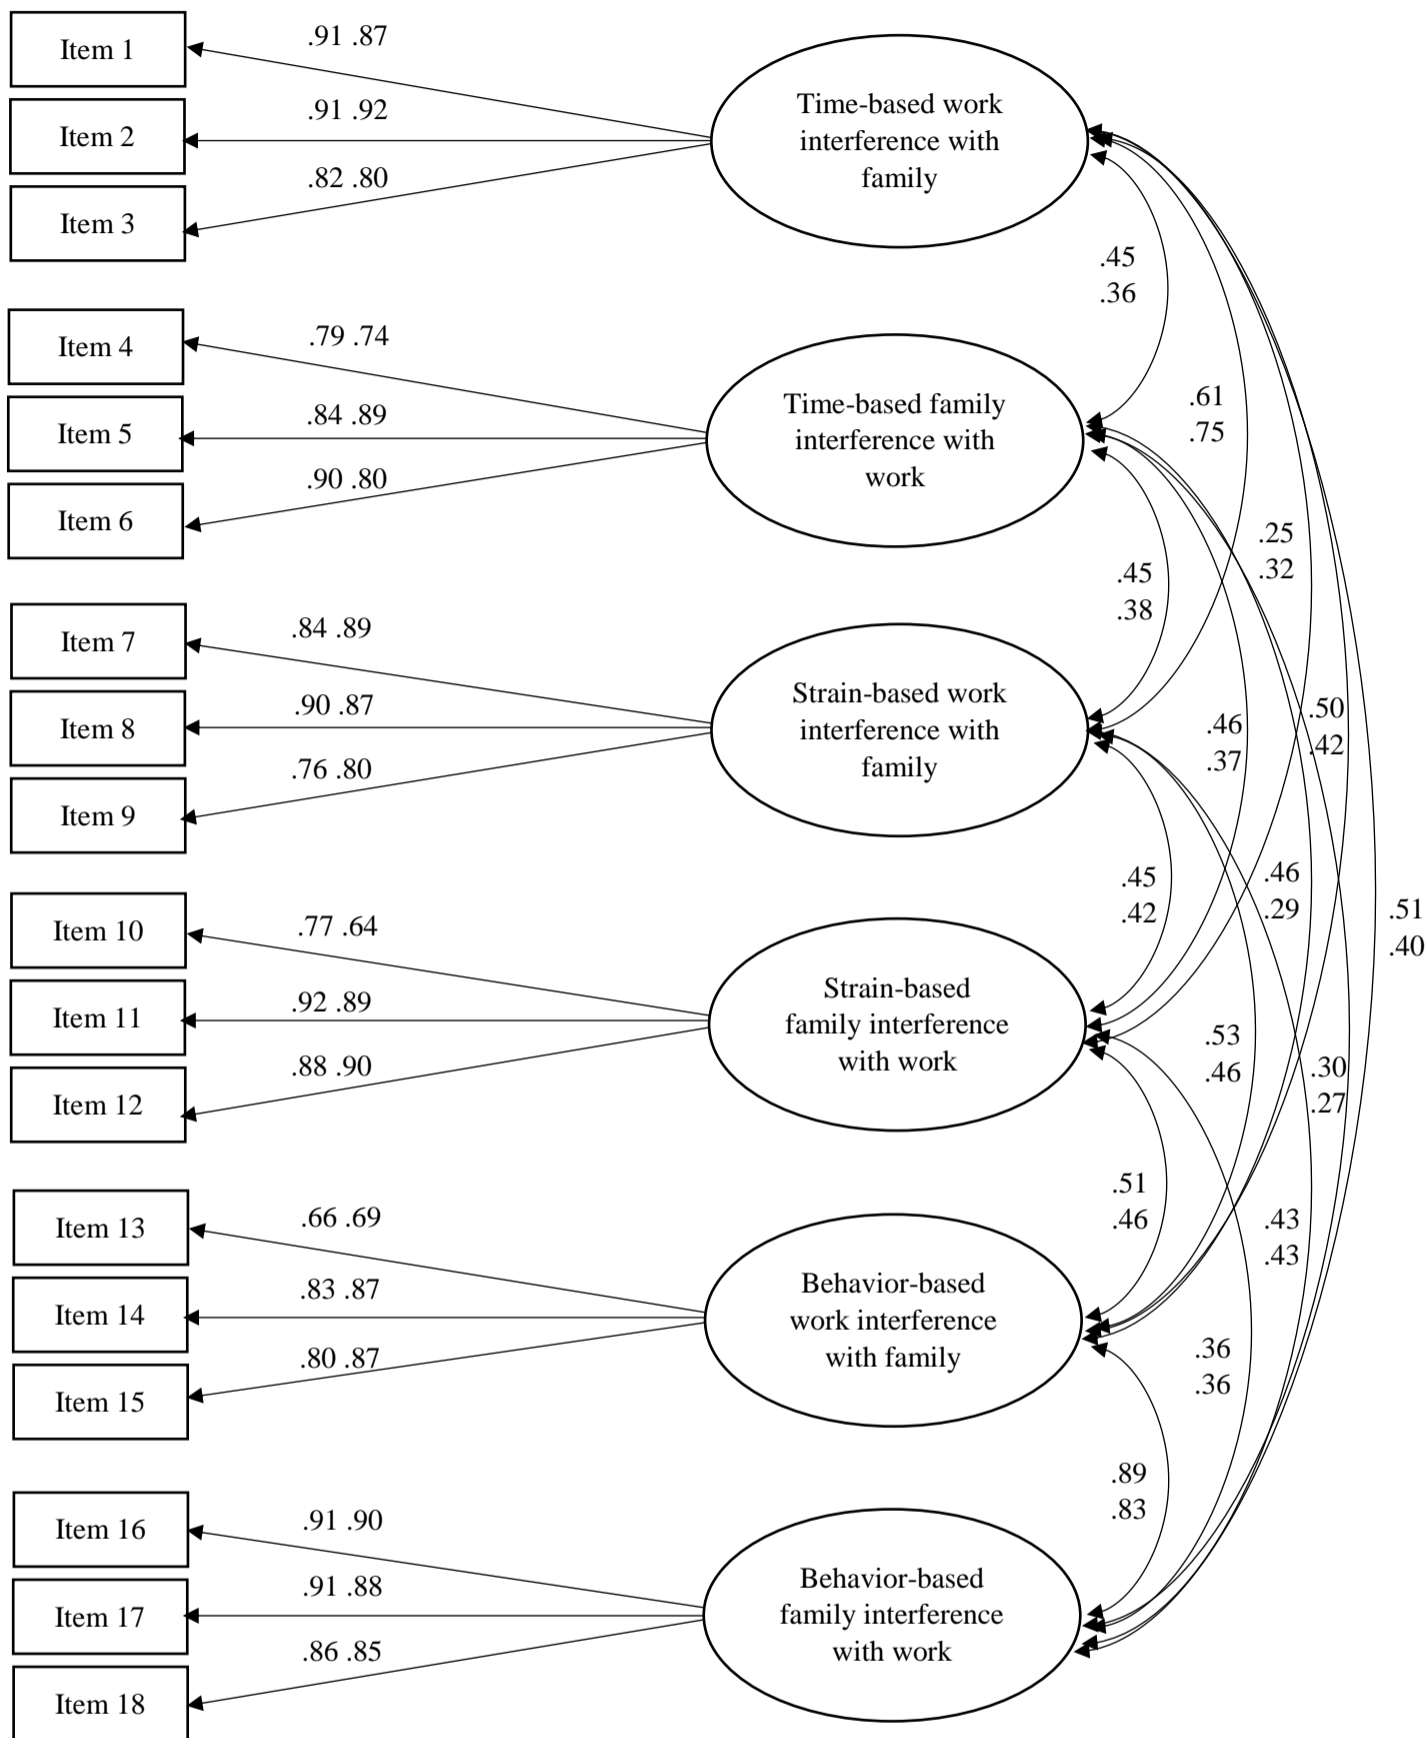 Item 1
Item 2
Item 3
.91 .87
.91 .92
.82 .80
Time-based work
interference with
family
Item 4
Item 5
Item 6
.79 .74
.84 .89
.90 .80
Time-based family
interference with
work
Item 7
Item 8
Item 9
.84 .89
.90 .87
.76 .80
Strain-based work
interference with
family
Item 10
Item 11
Item 12
.77 .64
.92 .89
.88 .90
Strain-based
family interference
with work
Item 13
Item 14
Item 15
.66 .69
.83 .87
.80 .87
Behavior-based
work interference
with family
Item 16
Item 17
Item 18
.91 .90
.91 .88
.86 .85
Behavior-based
family interference
with work
.45
.36
.61
.75
.25
.32
.45
.38
.46
.37
.50
.42
.45
.42
.46
.29
.51
.40
.53
.46
.30
.27
.51
.46
.43
.43
.36
.36
.89
.83